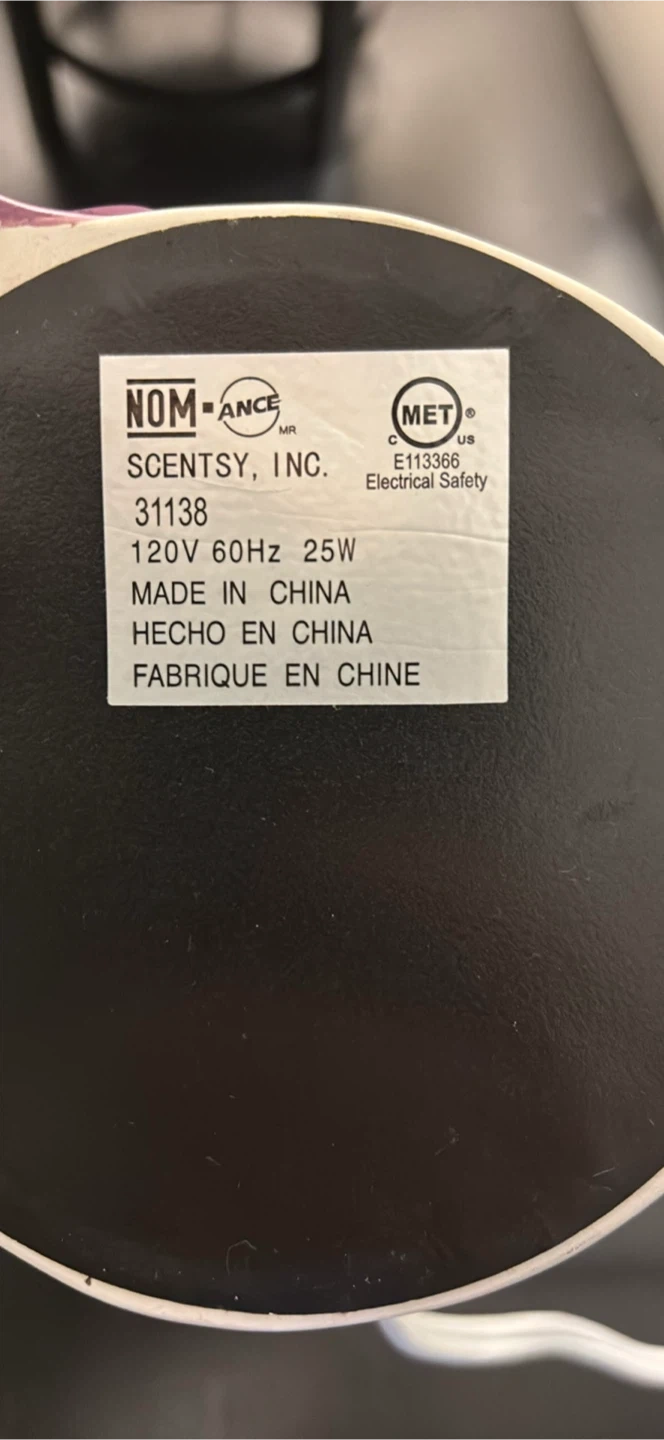 NOM-ANCE MR
MET® C US
E113366
Electrical Safety
SCENTSY, INC.
31138
120V 60Hz 25W
MADE IN CHINA
HECHO EN CHINA
FABRIQUE EN CHINE